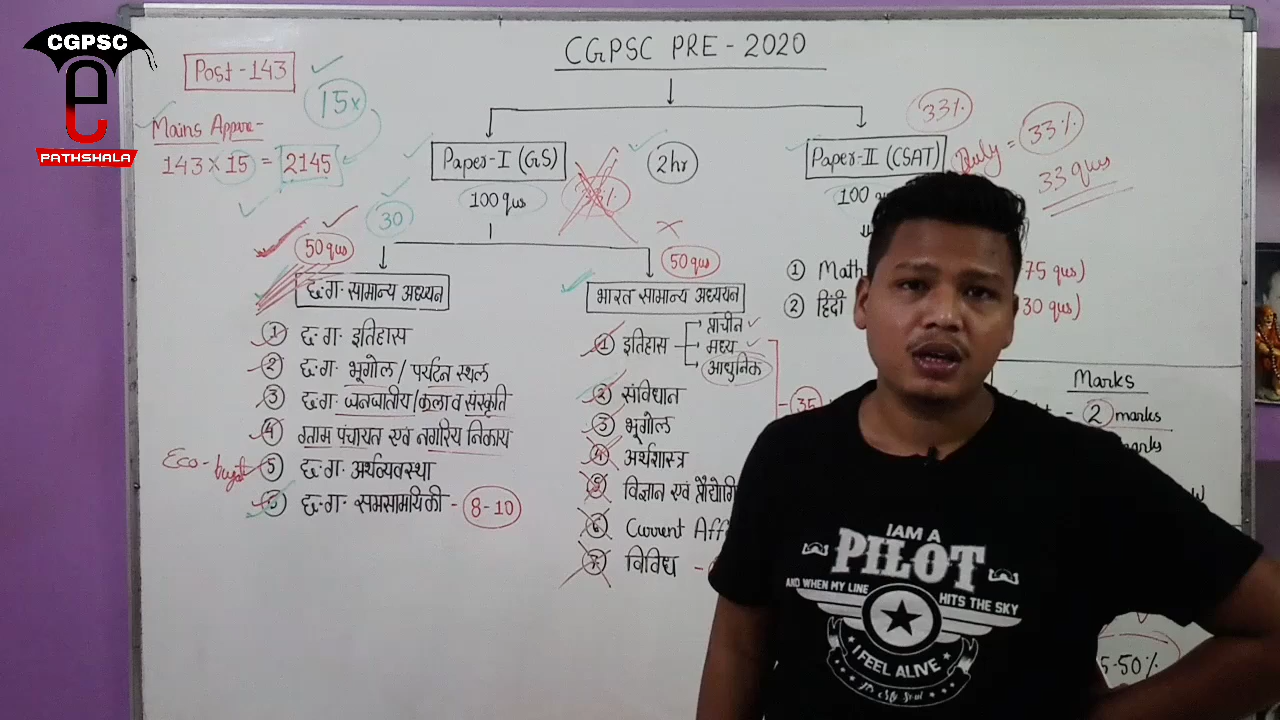 CGPSC
e
PATHSHALA
CGPSC PRE - 2020
Post - 143
15x
Mains Appear-
143 × 15 = 2145
Paper-I (GS)
100 qus
2hr
33%
Paper-II (CSAT)
100
only = 33%
33 qus
30
50 qus
छ.ग. सामान्य अध्ययन
① छ.ग. इतिहास
② छ.ग. भूगोल / पर्यटन स्थल
③ छ.ग. जनजातीय/कला व संस्कृति
④ ग्राम पंचायत एवं नगरिय निकाय
Eco-
⑤ छ.ग. अर्थव्यवस्था
⑥ छ.ग. समसामायिकी - 8-10
50 qus
भारत सामान्य अध्ययन
① इतिहास
प्राचीन
मध्य
आधुनिक
② संविधान
③ भूगोल
④ अर्थशास्त्र
⑤ विज्ञान एवं
⑥ Current
⑦ विविध -
35
① Math
75 qus)
② हिंदी
30 qus)
Marks
- 2 marks
5-50%
I AM A
PILOT
AND WHEN MY LINE
HITS THE SKY
I FEEL ALIVE